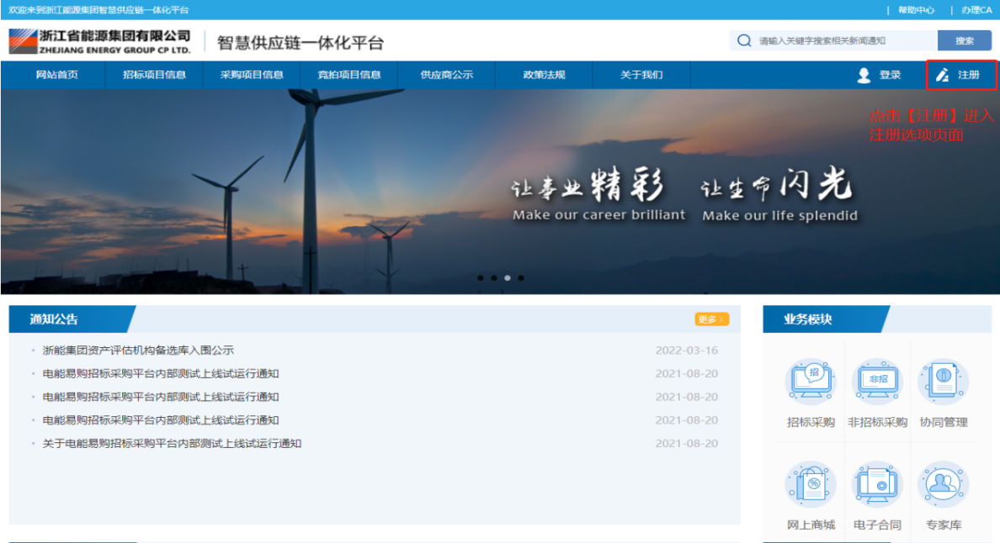 欢迎来到浙江能源集团智慧供应链一体化平台
| 帮助中心 | 办理CA
浙江省能源集团有限公司
ZHEJIANG ENERGY GROUP CP LTD.
智慧供应链一体化平台
请输入关键字搜索相关新闻通知
搜索
网站首页 招标项目信息 采购项目信息 竞拍项目信息 供应商公示 政策法规 关于我们 登录 注册
点击【注册】进入
注册选项页面
让事业精彩 让生命闪光
Make our career brilliant Make our life splendid
通知公告
更多 >
业务模块
· 浙能集团资产评估机构备选库入围公示 2022-03-16
· 电能易购招标采购平台内部测试上线试运行通知 2021-08-20
· 电能易购招标采购平台内部测试上线试运行通知 2021-08-20
· 电能易购招标采购平台内部测试上线试运行通知 2021-08-20
· 关于电能易购招标采购平台内部测试上线试运行通知 2021-08-20
招 非招
招标采购 非招标采购 协同管理
%
网上商城 电子合同 专家库